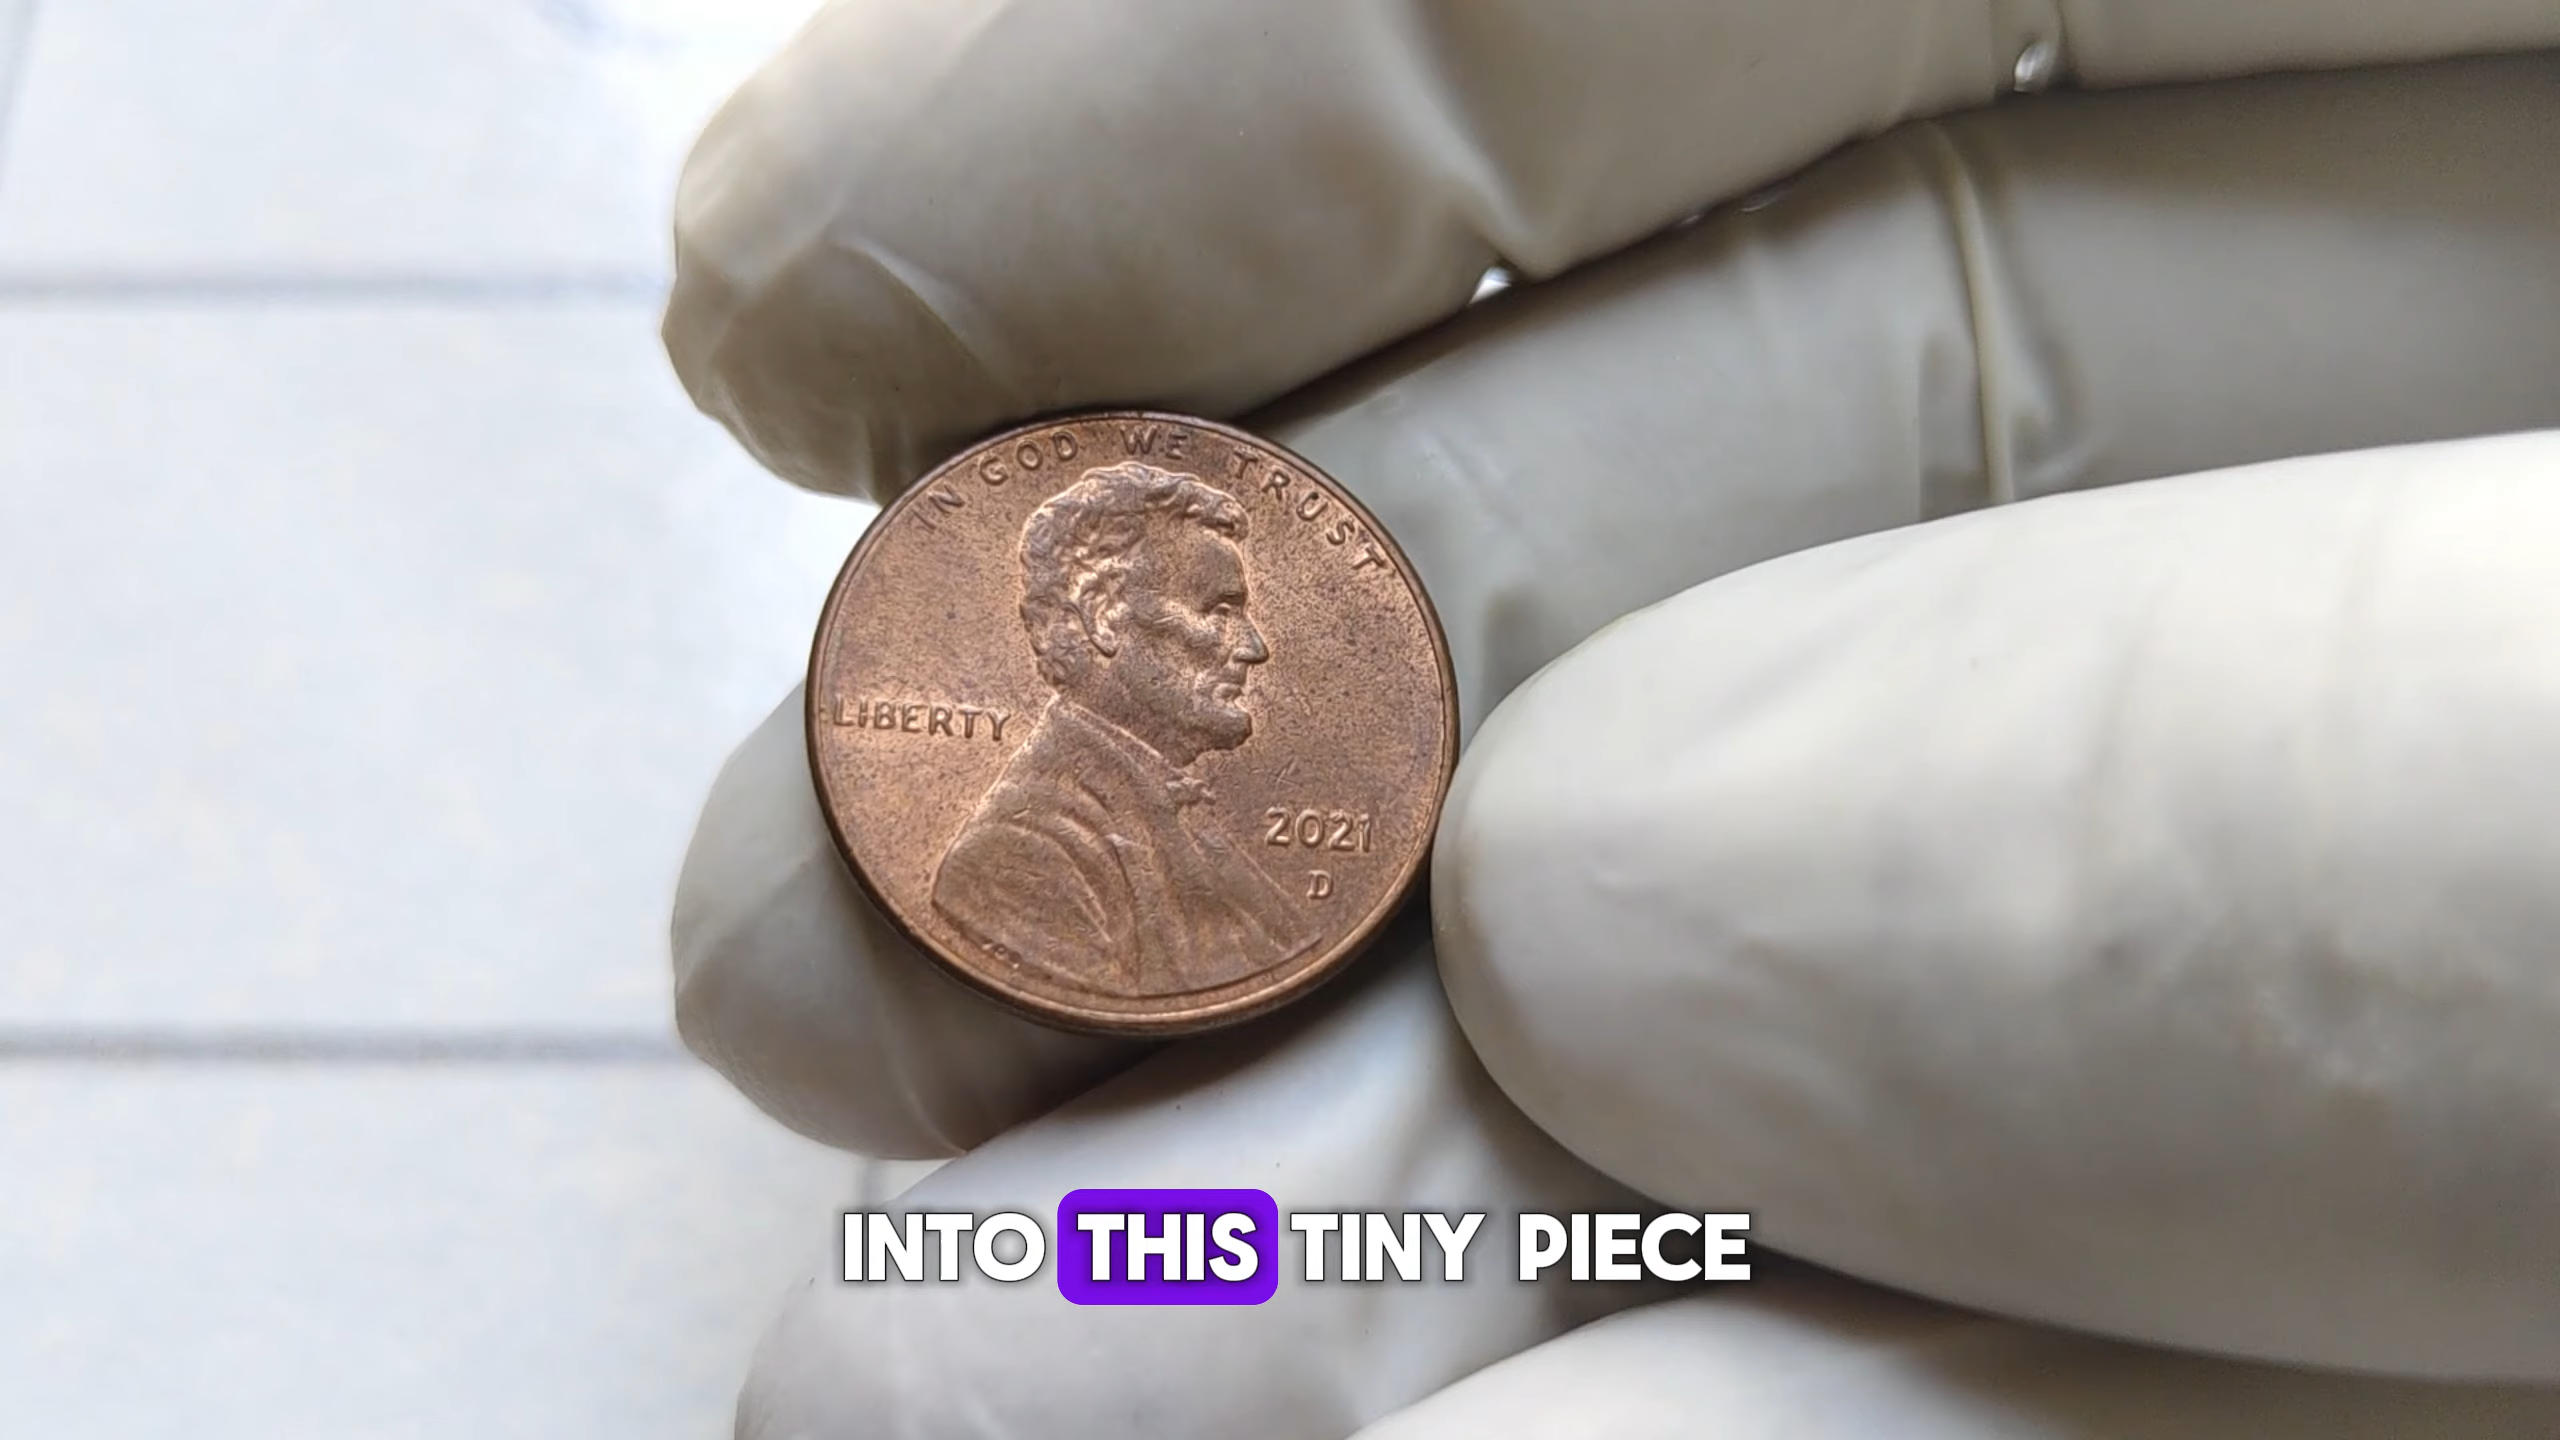 IN GOD WE TRUST
LIBERTY
2021
D
INTO THIS TINY PIECE